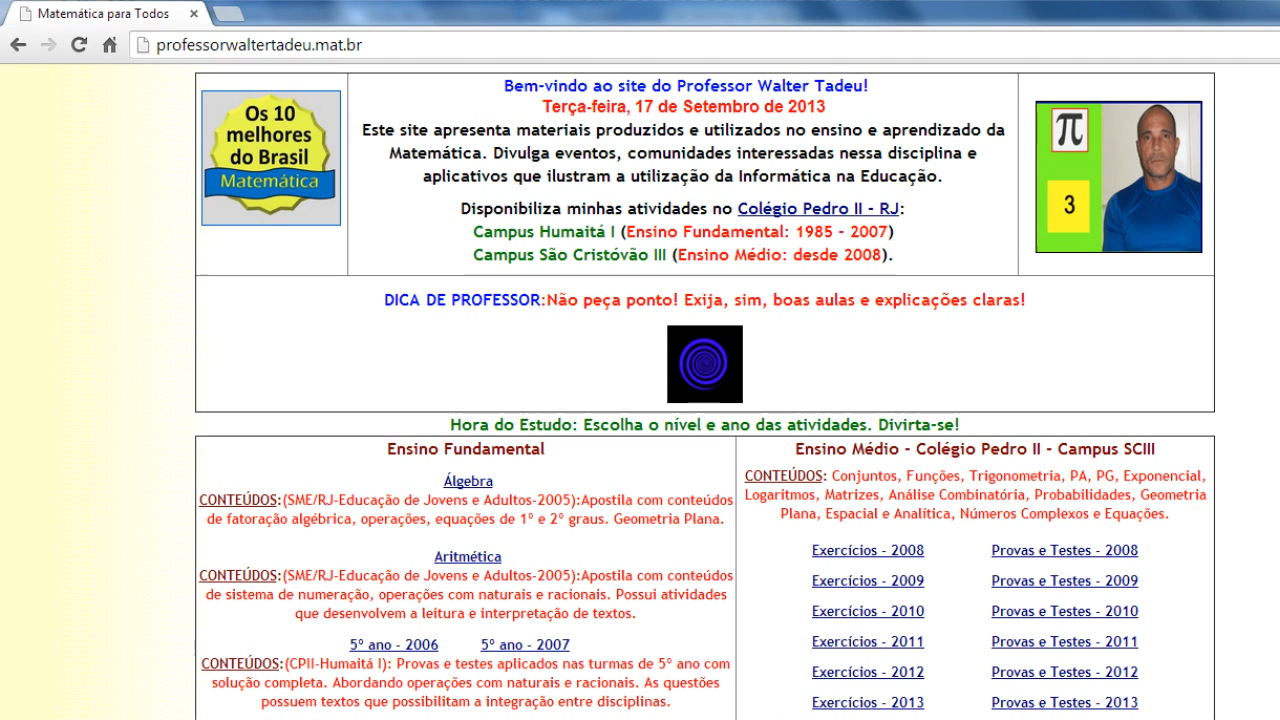 Matemática para Todos
professorwaltertadeu.mat.br
Os 10
melhores
do Brasil
Matemática
Bem-vindo ao site do Professor Walter Tadeu!
Terça-feira, 17 de Setembro de 2013
Este site apresenta materiais produzidos e utilizados no ensino e aprendizado da
Matemática. Divulga eventos, comunidades interessadas nessa disciplina e
aplicativos que ilustram a utilização da Informática na Educação.
Disponibiliza minhas atividades no Colégio Pedro II - RJ:
Campus Humaitá I (Ensino Fundamental: 1985 - 2007)
Campus São Cristóvão III (Ensino Médio: desde 2008).
π
3
DICA DE PROFESSOR:Não peça ponto! Exija, sim, boas aulas e explicações claras!
Hora do Estudo: Escolha o nível e ano das atividades. Divirta-se!
Ensino Fundamental
Álgebra
CONTEÚDOS:(SME/RJ-Educação de Jovens e Adultos-2005):Apostila com conteúdos
de fatoração algébrica, operações, equações de 1º e 2º graus. Geometria Plana.
Aritmética
CONTEÚDOS:(SME/RJ-Educação de Jovens e Adultos-2005):Apostila com conteúdos
de sistema de numeração, operações com naturais e racionais. Possui atividades
que desenvolvem a leitura e interpretação de textos.
5º ano - 2006 5º ano - 2007
CONTEÚDOS:(CPII-Humaitá I): Provas e testes aplicados nas turmas de 5º ano com
solução completa. Abordando operações com naturais e racionais. As questões
possuem textos que possibilitam a integração entre disciplinas.
Ensino Médio - Colégio Pedro II - Campus SCIII
CONTEÚDOS: Conjuntos, Funções, Trigonometria, PA, PG, Exponencial,
Logaritmos, Matrizes, Análise Combinatória, Probabilidades, Geometria
Plana, Espacial e Analítica, Números Complexos e Equações.
Exercícios - 2008 Provas e Testes - 2008
Exercícios - 2009 Provas e Testes - 2009
Exercícios - 2010 Provas e Testes - 2010
Exercícios - 2011 Provas e Testes - 2011
Exercícios - 2012 Provas e Testes - 2012
Exercícios - 2013 Provas e Testes - 2013